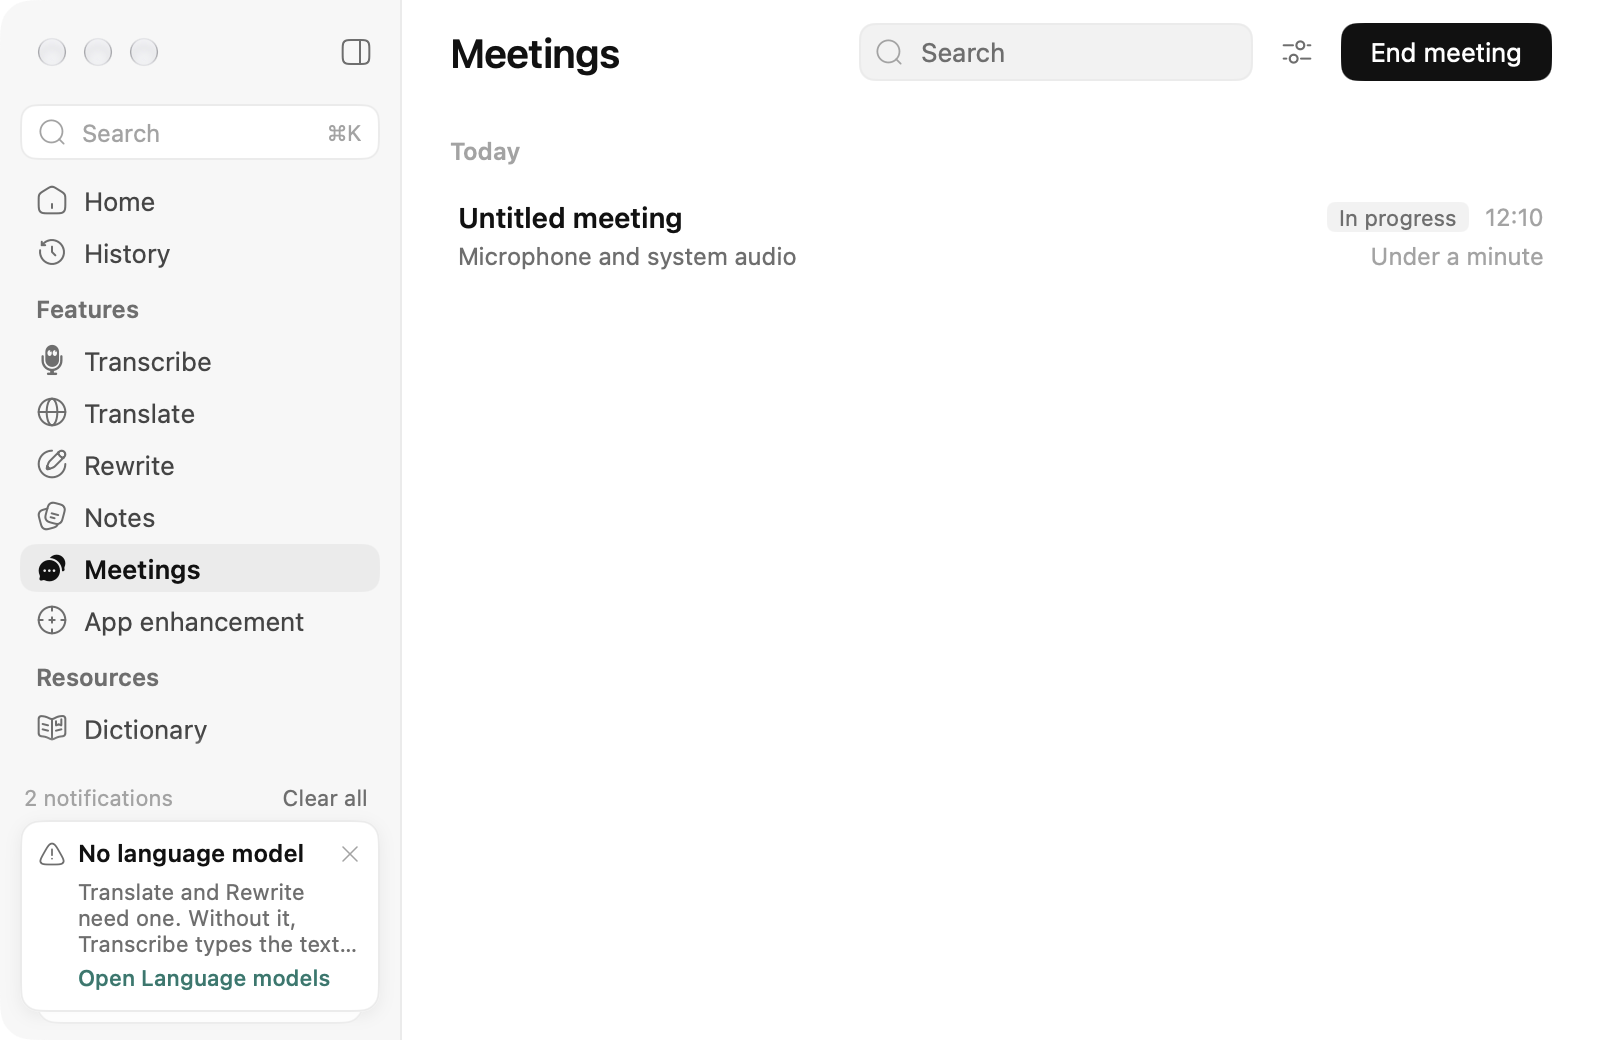 Search ⌘K
Home
History
Features
Transcribe
Translate
Rewrite
Notes
Meetings
App enhancement
Resources
Dictionary
2 notifications Clear all
No language model
Translate and Rewrite
need one. Without it,
Transcribe types the text...
Open Language models
Meetings
Search
End meeting
Today
Untitled meeting
In progress 12:10
Microphone and system audio
Under a minute